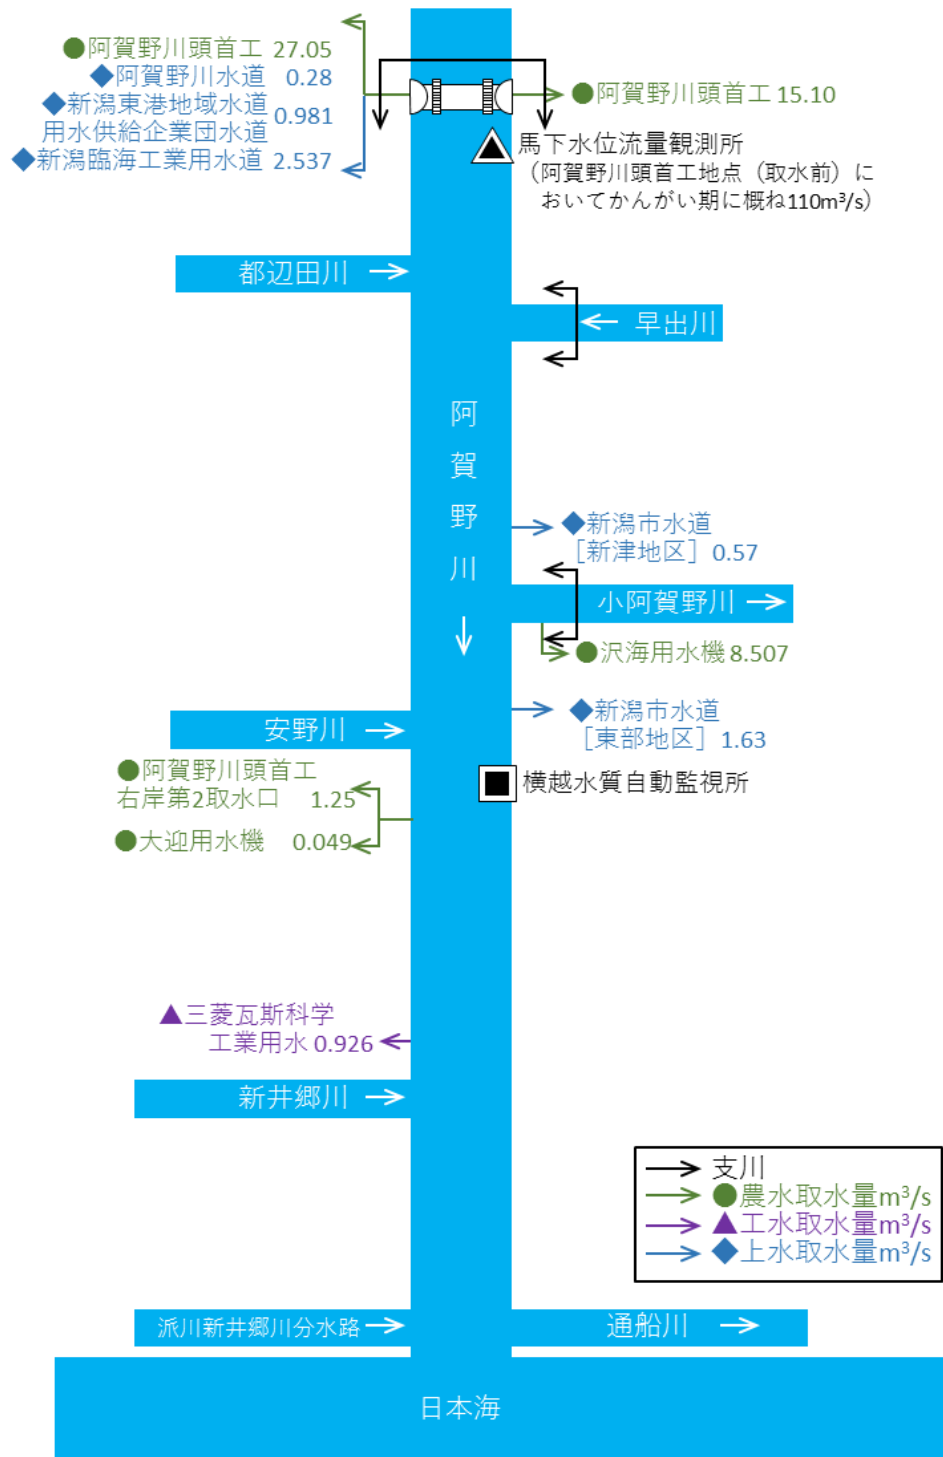 ●阿賀野川頭首工 27.05
◆阿賀野川水道 0.28
◆新潟東港地域水道
用水供給企業団水道 0.981
◆新潟臨海工業用水道 2.537
●阿賀野川頭首工 15.10
馬下水位流量観測所
（阿賀野川頭首工地点（取水前）に
おいてかんがい期に概ね110m³/s）
都辺田川
早出川
阿賀野川
◆新潟市水道
［新津地区］0.57
小阿賀野川
●沢海用水機 8.507
◆新潟市水道
［東部地区］1.63
安野川
横越水質自動監視所
●阿賀野川頭首工
右岸第2取水口 1.25
●大迎用水機 0.049
▲三菱瓦斯科学
工業用水 0.926
新井郷川
支川
●農水取水量m³/s
▲工水取水量m³/s
◆上水取水量m³/s
派川新井郷川分水路
通船川
日本海